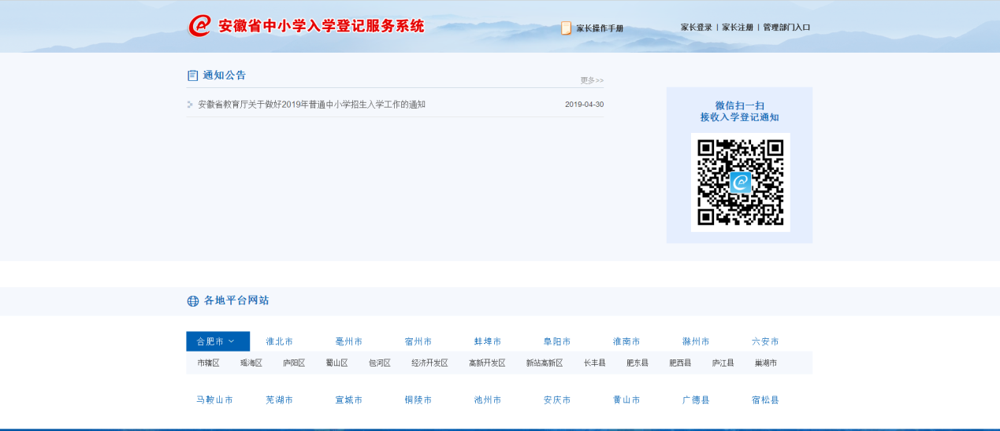 安徽省中小学入学登记服务系统
家长操作手册
家长登录 | 家长注册 | 管理部门入口
通知公告
更多>>
安徽省教育厅关于做好2019年普通中小学招生入学工作的通知 2019-04-30
微信扫一扫
接收入学登记通知
各地平台网站
合肥市 淮北市 亳州市 宿州市 蚌埠市 阜阳市 淮南市 滁州市 六安市
市辖区 瑶海区 庐阳区 蜀山区 包河区 经济开发区 高新开发区 新站高新区 长丰县 肥东县 肥西县 庐江县 巢湖市
马鞍山市 芜湖市 宣城市 铜陵市 池州市 安庆市 黄山市 广德县 宿松县